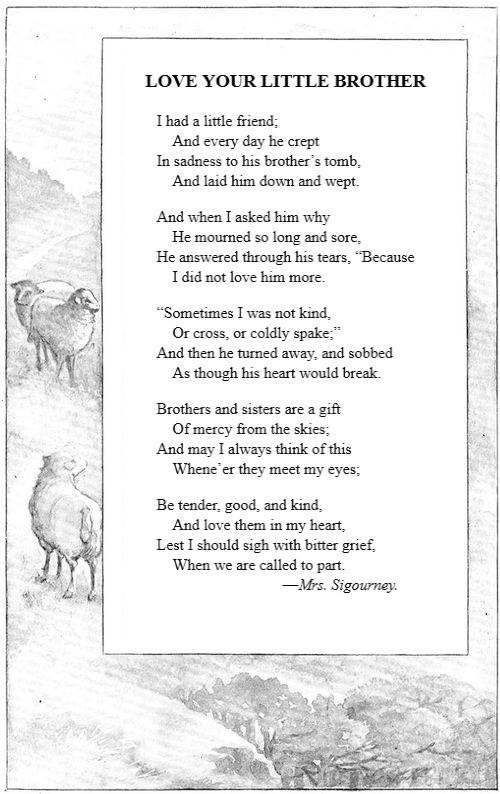 LOVE YOUR LITTLE BROTHER
I had a little friend;
And every day he crept
In sadness to his brother’s tomb,
And laid him down and wept.
And when I asked him why
He mourned so long and sore,
He answered through his tears, “Because
I did not love him more.
“Sometimes I was not kind,
Or cross, or coldly spake;”
And then he turned away, and sobbed
As though his heart would break.
Brothers and sisters are a gift
Of mercy from the skies;
And may I always think of this
Whene’er they meet my eyes;
Be tender, good, and kind,
And love them in my heart,
Lest I should sigh with bitter grief,
When we are called to part.
—Mrs. Sigourney.